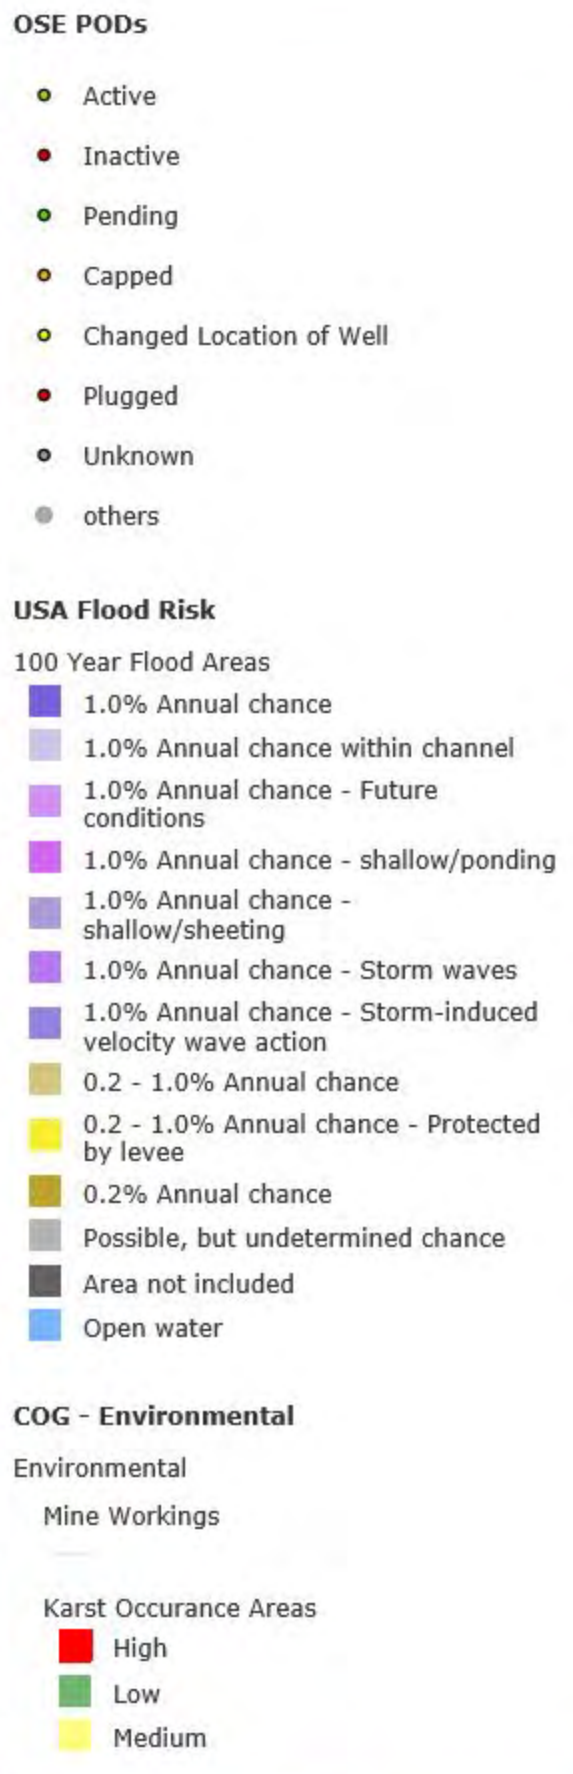 OSE PODs
Active
Inactive
Pending
Capped
Changed Location of Well
Plugged
Unknown
others
USA Flood Risk
100 Year Flood Areas
1.0% Annual chance
1.0% Annual chance within channel
1.0% Annual chance - Future
conditions
1.0% Annual chance - shallow/ponding
1.0% Annual chance -
shallow/sheeting
1.0% Annual chance - Storm waves
1.0% Annual chance - Storm-induced
velocity wave action
0.2 - 1.0% Annual chance
0.2 - 1.0% Annual chance - Protected
by levee
0.2% Annual chance
Possible, but undetermined chance
Area not included
Open water
COG - Environmental
Environmental
Mine Workings
Karst Occurance Areas
High
Low
Medium